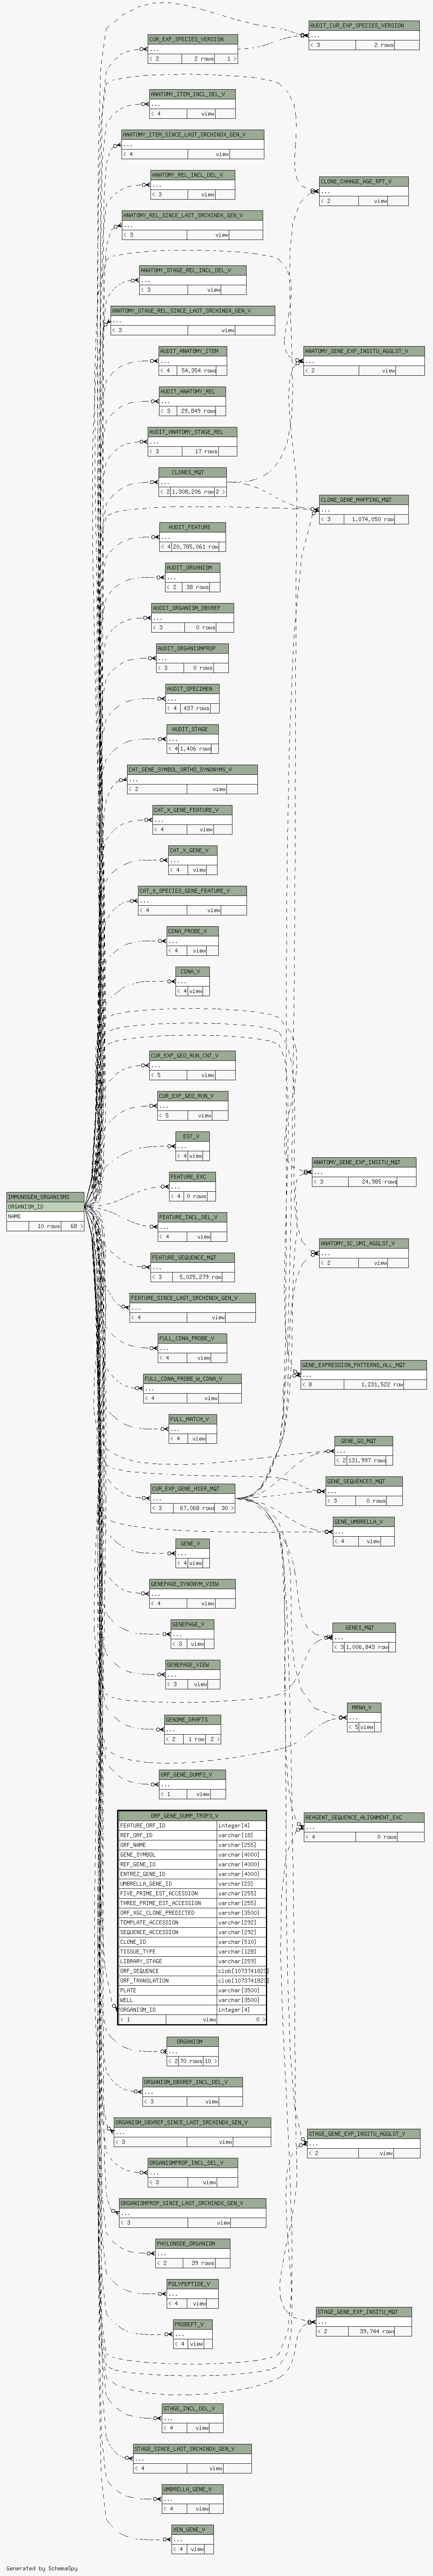 CUR_EXP_SPECIES_VERSION
...
< 2 2 rows 1 >
AUDIT_CUR_EXP_SPECIES_VERSION
...
< 3 2 rows
ANATOMY_ITEM_INCL_DEL_V
...
< 4 view
ANATOMY_ITEM_SINCE_LAST_SRCHINDX_GEN_V
...
< 4 view
ANATOMY_REL_INCL_DEL_V
...
< 3 view
CLONE_CHANGE_AGE_RPT_V
...
< 2 view
ANATOMY_REL_SINCE_LAST_SRCHINDX_GEN_V
...
< 3 view
ANATOMY_STAGE_REL_INCL_DEL_V
...
< 3 view
ANATOMY_STAGE_REL_SINCE_LAST_SRCHINDX_GEN_V
...
< 3 view
AUDIT_ANATOMY_ITEM
...
< 4 54,354 rows
ANATOMY_GENE_EXP_INSITU_AGGLST_V
...
< 2 view
AUDIT_ANATOMY_REL
...
< 3 29,849 rows
AUDIT_ANATOMY_STAGE_REL
...
< 3 17 rows
CLONES_MQT
...
< 2 1,308,206 row 2 >
CLONE_GENE_MAPPING_MQT
...
< 3 1,074,050 row
AUDIT_FEATURE
...
< 4 20,785,061 row
AUDIT_ORGANISM
...
< 2 38 rows
AUDIT_ORGANISM_DBXREF
...
< 3 0 rows
AUDIT_ORGANISMPROP
...
< 3 0 rows
AUDIT_SPECIMEN
...
< 4 437 rows
AUDIT_STAGE
...
< 4 1,406 rows
CAT_GENE_SYMBOL_ORTHO_SYNONYMS_V
...
< 2 view
CAT_X_GENE_FEATURE_V
...
< 4 view
CAT_X_GENE_V
...
< 4 view
CAT_X_SPECIES_GENE_FEATURE_V
...
< 4 view
CDNA_PROBE_V
...
< 4 view
CDNA_V
...
< 4 view
CUR_EXP_GEO_RUN_CNT_V
...
< 5 view
CUR_EXP_GEO_RUN_V
...
< 5 view
EST_V
...
< 4 view
ANATOMY_GENE_EXP_INSITU_MQT
...
< 3 24,985 rows
FEATURE_EXC
...
< 4 0 rows
IMMUNOGEN_ORGANISMS
ORGANISM_ID
NAME
10 rows 68 >
FEATURE_INCL_DEL_V
...
< 4 view
ANATOMY_SC_UMI_AGGLST_V
...
< 2 view
FEATURE_SEQUENCE_MQT
...
< 3 5,025,279 row
FEATURE_SINCE_LAST_SRCHINDX_GEN_V
...
< 4 view
FULL_CDNA_PROBE_V
...
< 4 view
GENE_EXPRESSION_PATTERNS_ALL_MQT
...
< 8 1,231,522 row
FULL_CDNA_PROBE_W_CDNA_V
...
< 4 view
FULL_MATCH_V
...
< 4 view
GENE_GO_MQT
...
< 2 131,997 rows
CUR_EXP_GENE_HIER_MQT
...
< 3 67,068 rows 30 >
GENE_SEQUENCES_MQT
...
< 3 0 rows
GENE_UMBRELLA_V
...
< 4 view
GENE_V
...
< 4 view
GENEPAGE_SYNONYM_VIEW
...
< 4 view
GENEPAGE_V
...
< 3 view
GENES_MQT
...
< 3 1,006,843 row
GENEPAGE_VIEW
...
< 3 view
MRNA_V
...
< 5 view
GENOME_DRAFTS
...
< 2 1 row 2 >
ORF_GENE_DUMP2_V
...
< 1 view
ORF_GENE_DUMP_TROP3_V
FEATURE_ORF_ID integer[4]
REF_ORF_ID varchar[18]
ORF_NAME varchar[255]
GENE_SYMBOL varchar[4000]
REF_GENE_ID varchar[4000]
ENTREZ_GENE_ID varchar[4000]
UMBRELLA_GENE_ID varchar[23]
FIVE_PRIME_EST_ACCESSION varchar[255]
THREE_PRIME_EST_ACCESSION varchar[255]
ORF_XGC_CLONE_PREDICTED varchar[3500]
TEMPLATE_ACCESSION varchar[292]
SEQUENCE_ACCESSION varchar[292]
CLONE_ID varchar[510]
TISSUE_TYPE varchar[128]
LIBRARY_STAGE varchar[259]
ORF_SEQUENCE clob[1073741823]
ORF_TRANSLATION clob[1073741823]
PLATE varchar[3500]
WELL varchar[3500]
ORGANISM_ID integer[4]
< 1 view 0 >
REAGENT_SEQUENCE_ALIGNMENT_EXC
...
< 4 0 rows
ORGANISM
...
< 2 70 rows 10 >
ORGANISM_DBXREF_INCL_DEL_V
...
< 3 view
ORGANISM_DBXREF_SINCE_LAST_SRCHINDX_GEN_V
...
< 3 view
STAGE_GENE_EXP_INSITU_AGGLST_V
...
< 2 view
ORGANISMPROP_INCL_DEL_V
...
< 3 view
ORGANISMPROP_SINCE_LAST_SRCHINDX_GEN_V
...
< 3 view
PHYLONODE_ORGANISM
...
< 2 39 rows
POLYPEPTIDE_V
...
< 4 view
STAGE_GENE_EXP_INSITU_MQT
...
< 2 39,744 rows
PROBEFT_V
...
< 4 view
STAGE_INCL_DEL_V
...
< 4 view
STAGE_SINCE_LAST_SRCHINDX_GEN_V
...
< 4 view
UMBRELLA_GENE_V
...
< 4 view
XEN_GENE_V
...
< 4 view
Generated by SchemaSpy